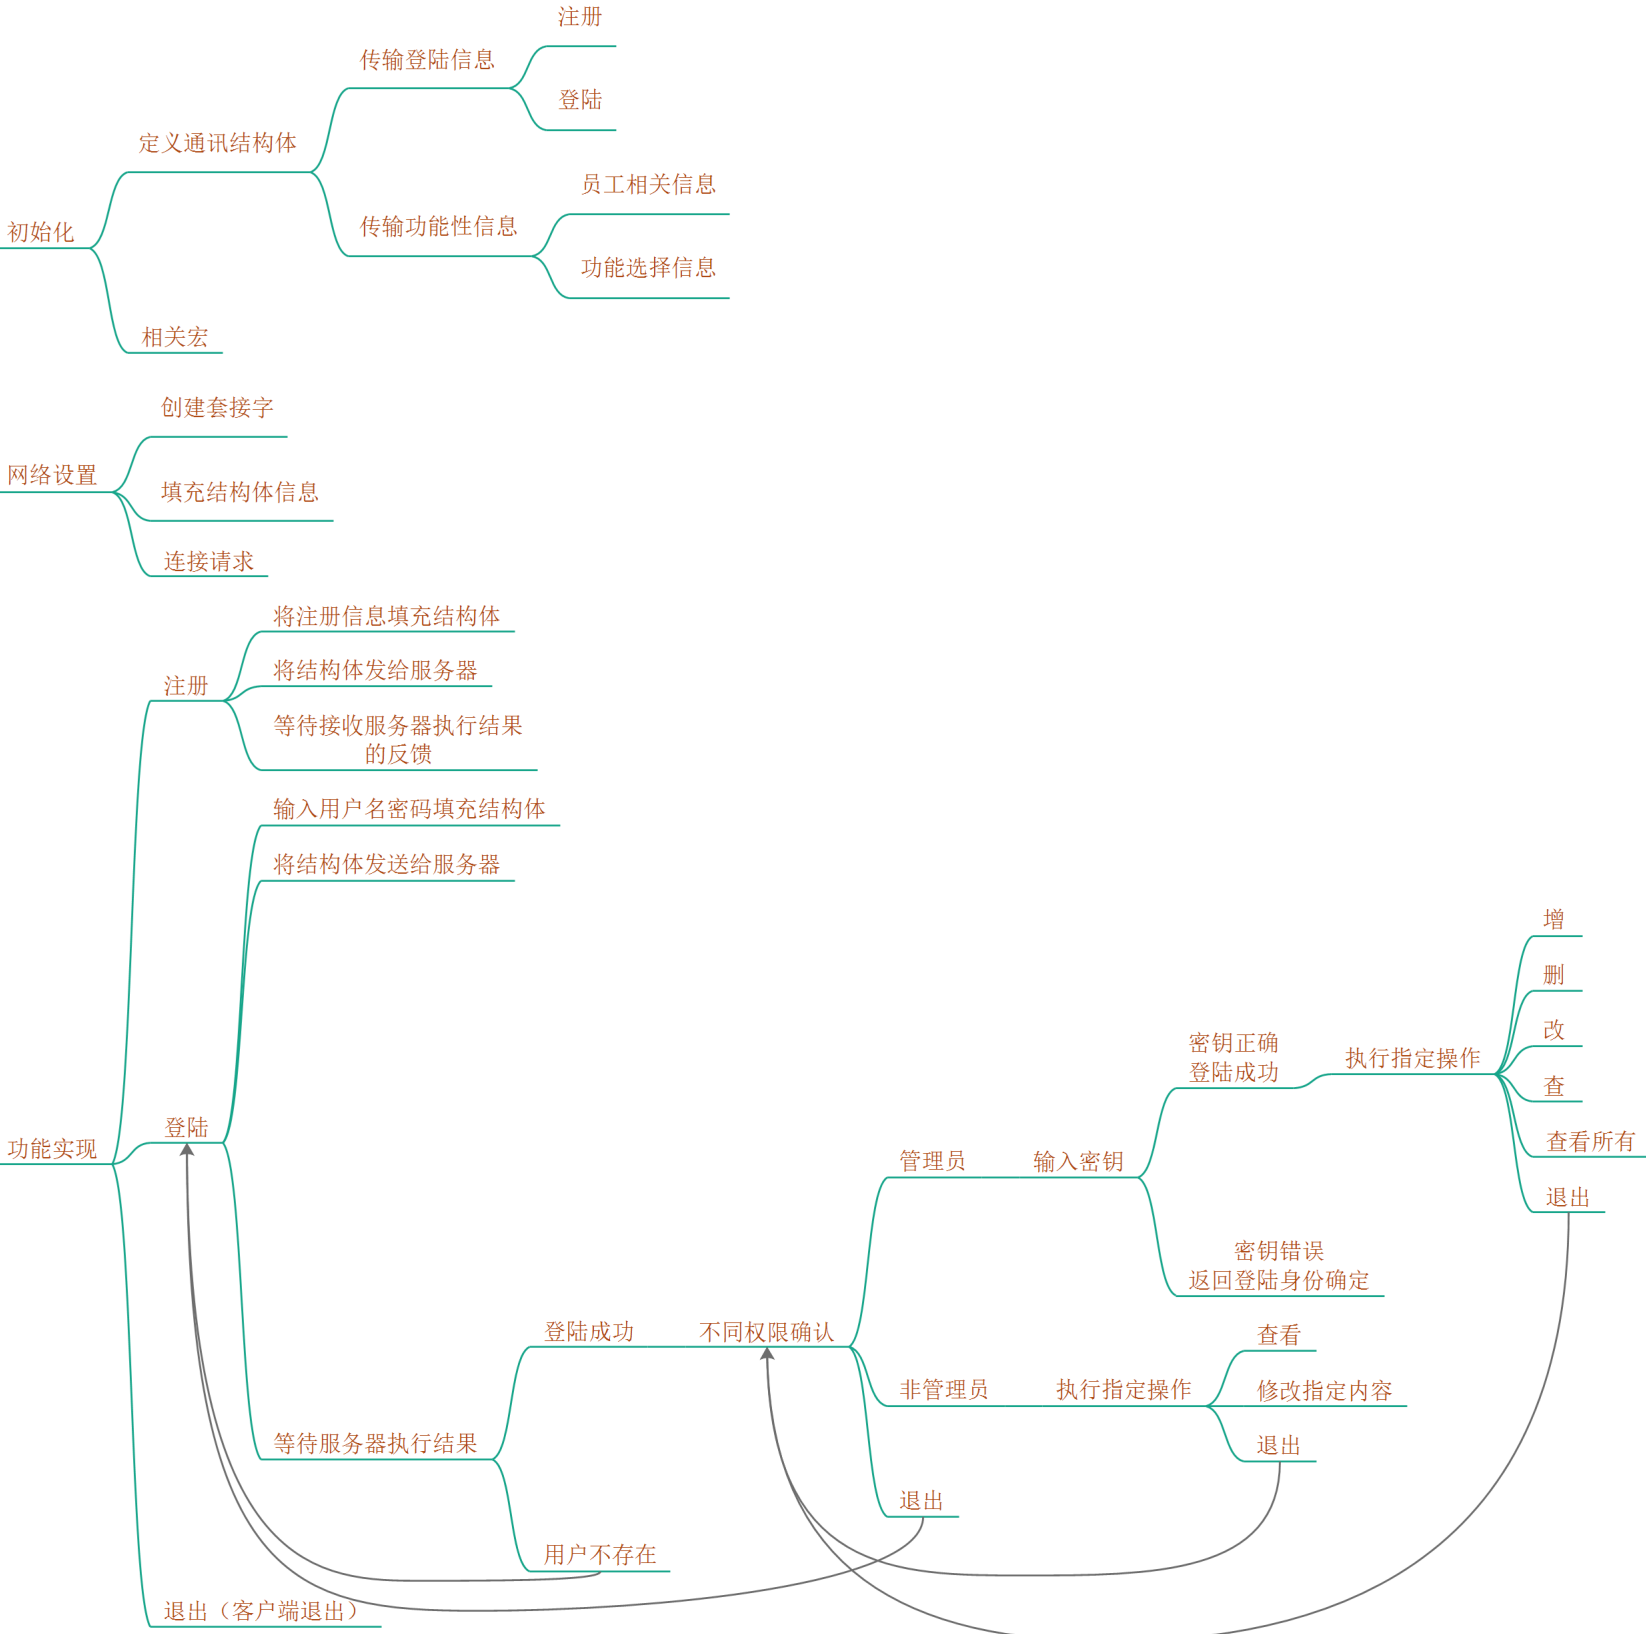 注册
传输登陆信息
登陆
定义通讯结构体
员工相关信息
传输功能性信息
初始化
功能选择信息
相关宏
创建套接字
网络设置
填充结构体信息
连接请求
将注册信息填充结构体
将结构体发给服务器
注册
等待接收服务器执行结果
的反馈
输入用户名密码填充结构体
将结构体发送给服务器
增
删
改
密钥正确
登陆成功
执行指定操作
查
登陆
功能实现
查看所有
管理员
输入密钥
退出
密钥错误
返回登陆身份确定
登陆成功
不同权限确认
查看
非管理员
执行指定操作
修改指定内容
等待服务器执行结果
退出
退出
用户不存在
退出（客户端退出）